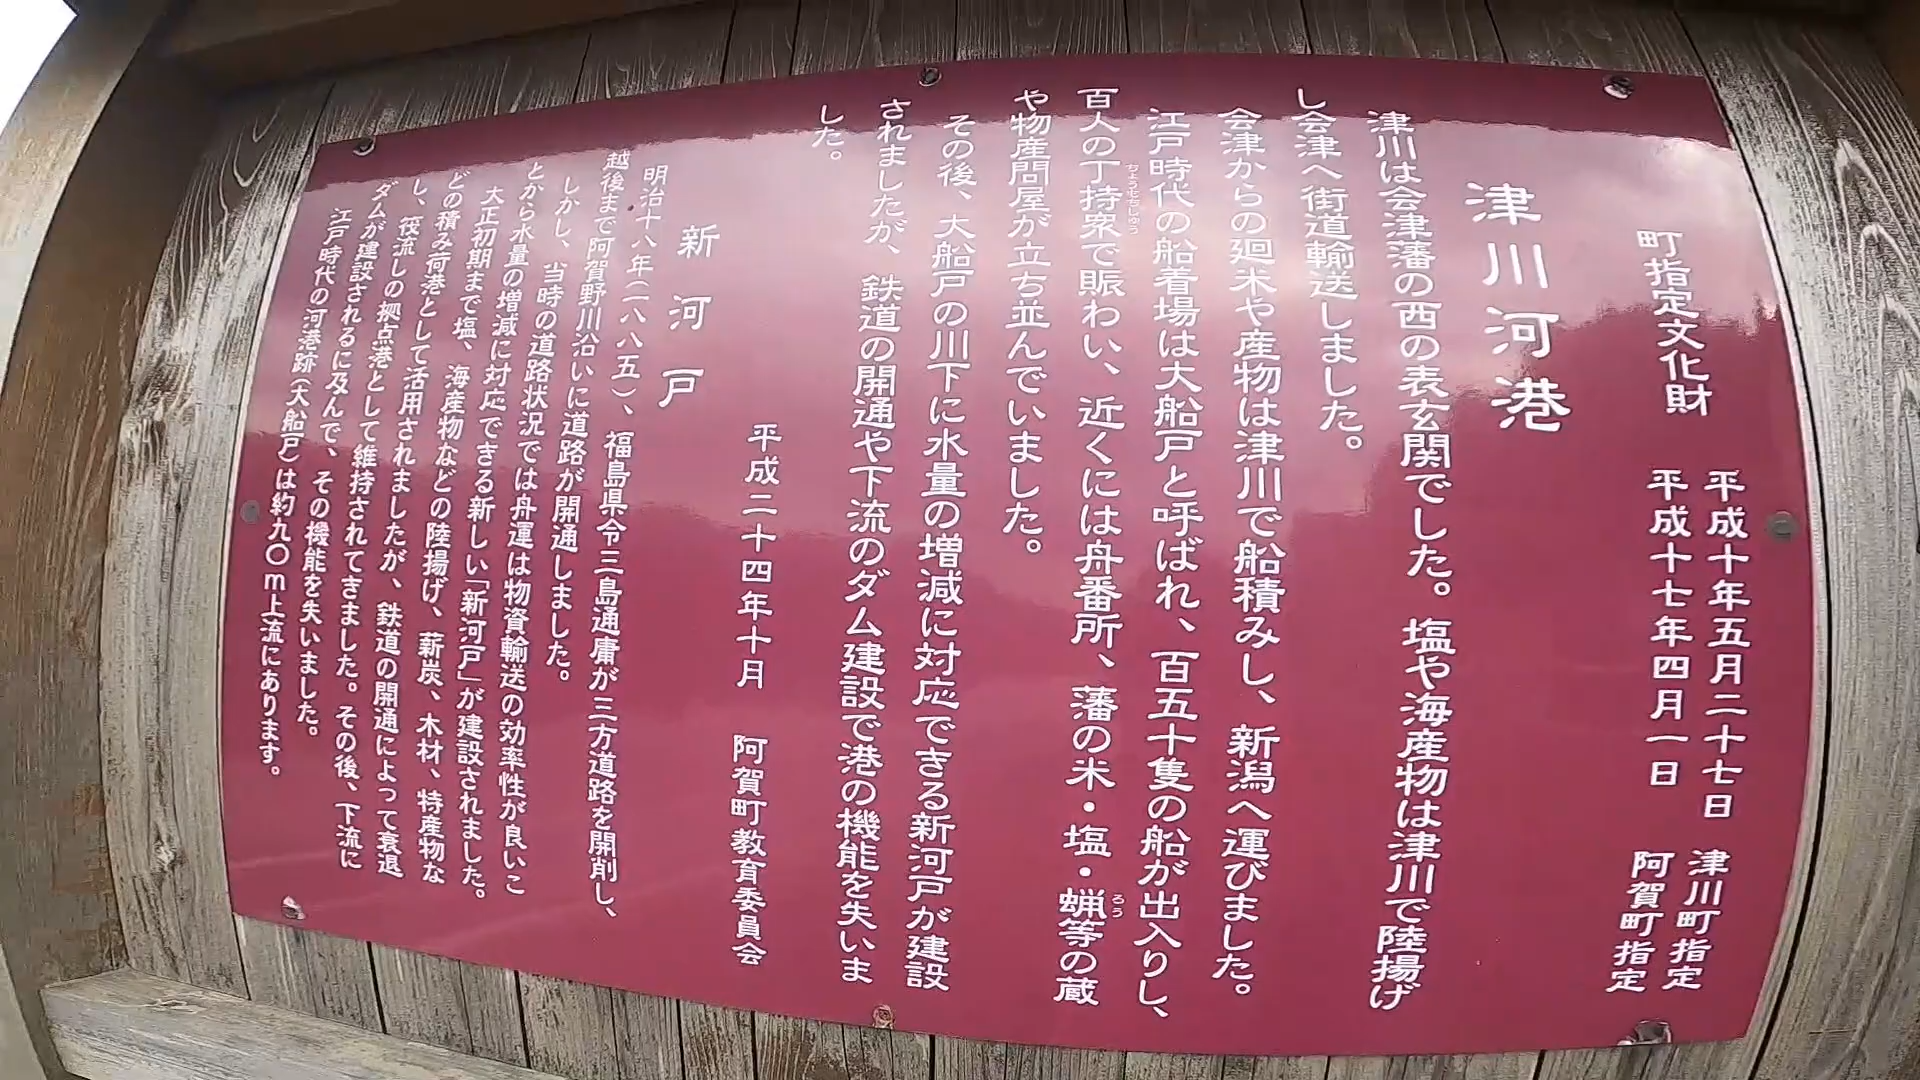 町指定文化財
平成十年五月二十七日　津川町指定
平成十七年四月一日　阿賀町指定
津川河港
津川は会津藩の西の表玄関でした。塩や海産物は津川で陸揚げ
し会津へ街道輸送しました。
会津からの廻米や産物は津川で船積みし、新潟へ運びました。
江戸時代の船着場は大船戸と呼ばれ、百五十隻の船が出入りし、
百人の丁持衆で賑わい、近くには舟番所、藩の米・塩・蝋等の蔵
ちょうもちしゅう
ろう
や物産問屋が立ち並んでいました。
その後、大船戸の川下に水量の増減に対応できる新河戸が建設
されましたが、鉄道の開通や下流のダム建設で港の機能を失いま
した。
平成二十四年十月　阿賀町教育委員会
新河戸
明治十八年（一八八五）、福島県令三島通庸が三方道路を開削し、
越後まで阿賀野川沿いに道路が開通しました。
しかし、当時の道路状況では舟運は物資輸送の効率性が良いこ
とから水量の増減に対応できる新しい「新河戸」が建設されました。
大正初期まで塩、海産物などの陸揚げ、薪炭、木材、特産物な
どの積み荷港として活用されましたが、鉄道の開通によって衰退
し、筏流しの拠点港として維持されてきました。その後、下流に
ダムが建設されるに及んで、その機能を失いました。
江戸時代の河港跡（大船戸）は約九〇ｍ上流にあります。